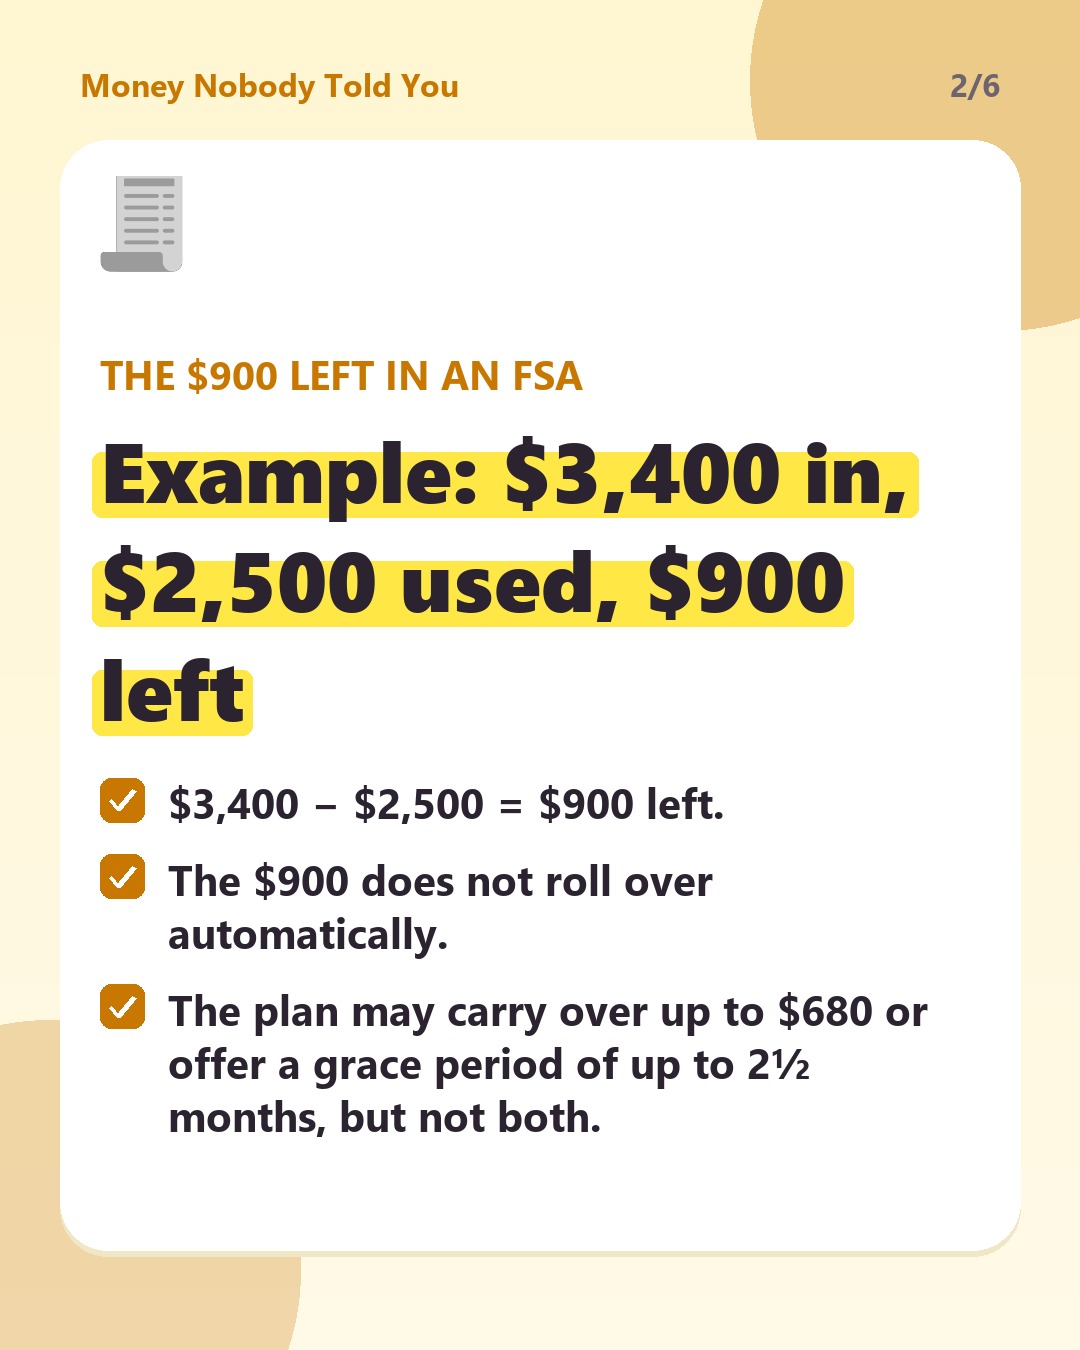 Money Nobody Told You
2/6
THE $900 LEFT IN AN FSA
Example: $3,400 in,
$2,500 used, $900
left
$3,400 – $2,500 = $900 left.
The $900 does not roll over
automatically.
The plan may carry over up to $680 or
offer a grace period of up to 2½
months, but not both.